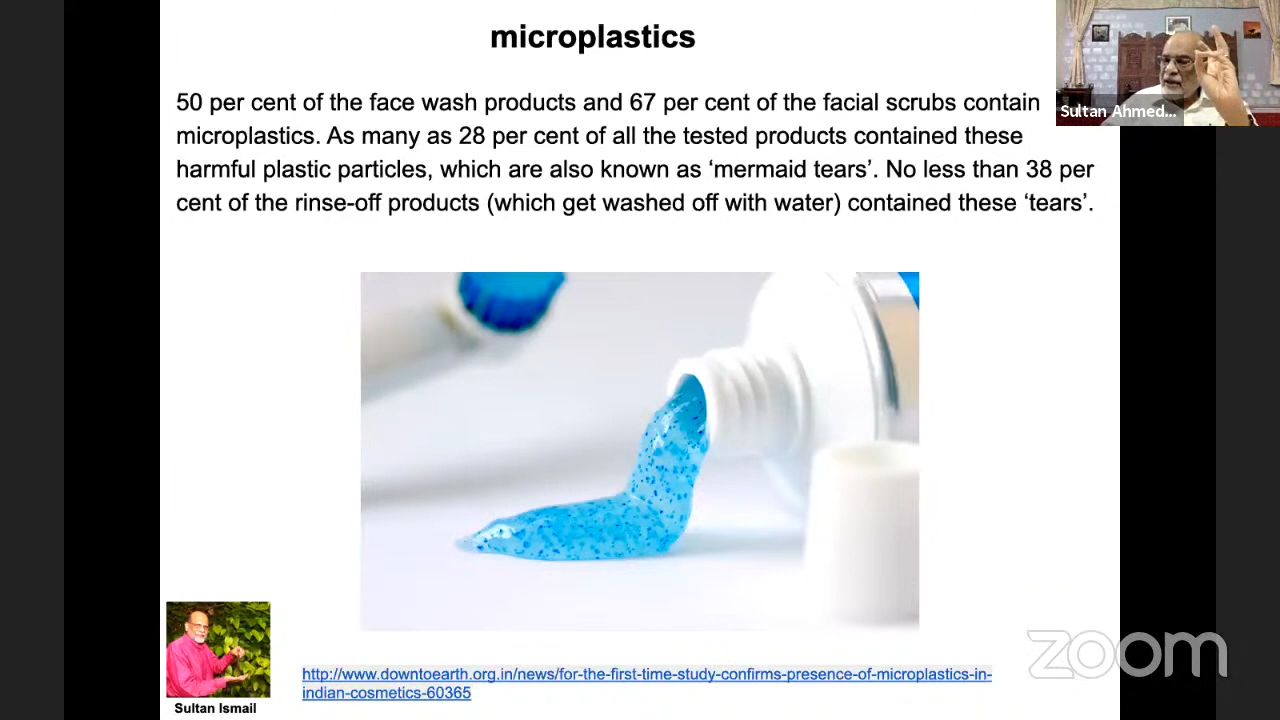 microplastics
50 per cent of the face wash products and 67 per cent of the facial scrubs contain
microplastics. As many as 28 per cent of all the tested products contained these
harmful plastic particles, which are also known as ‘mermaid tears’. No less than 38 per
cent of the rinse-off products (which get washed off with water) contained these ‘tears’.
Sultan Ahmed...
http://www.downtoearth.org.in/news/for-the-first-time-study-confirms-presence-of-microplastics-in-
indian-cosmetics-60365
Sultan Ismail
zoom